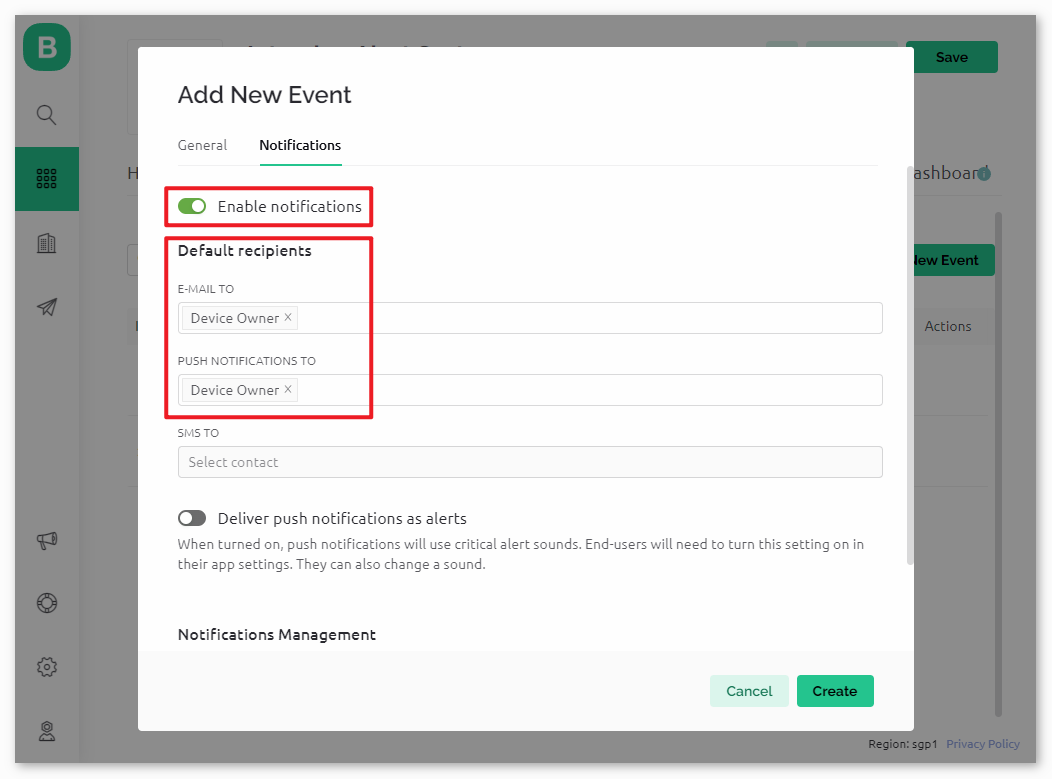 B
Save
Add New Event
General
Notifications
Dashboard
Enable notifications
Default recipients
New Event
E-MAIL TO
Device Owner ×
Actions
PUSH NOTIFICATIONS TO
Device Owner ×
SMS TO
Select contact
Deliver push notifications as alerts
When turned on, push notifications will use critical alert sounds. End-users will need to turn this setting on in
their app settings. They can also change a sound.
Notifications Management
Cancel
Create
Region: sgp1
Privacy Policy